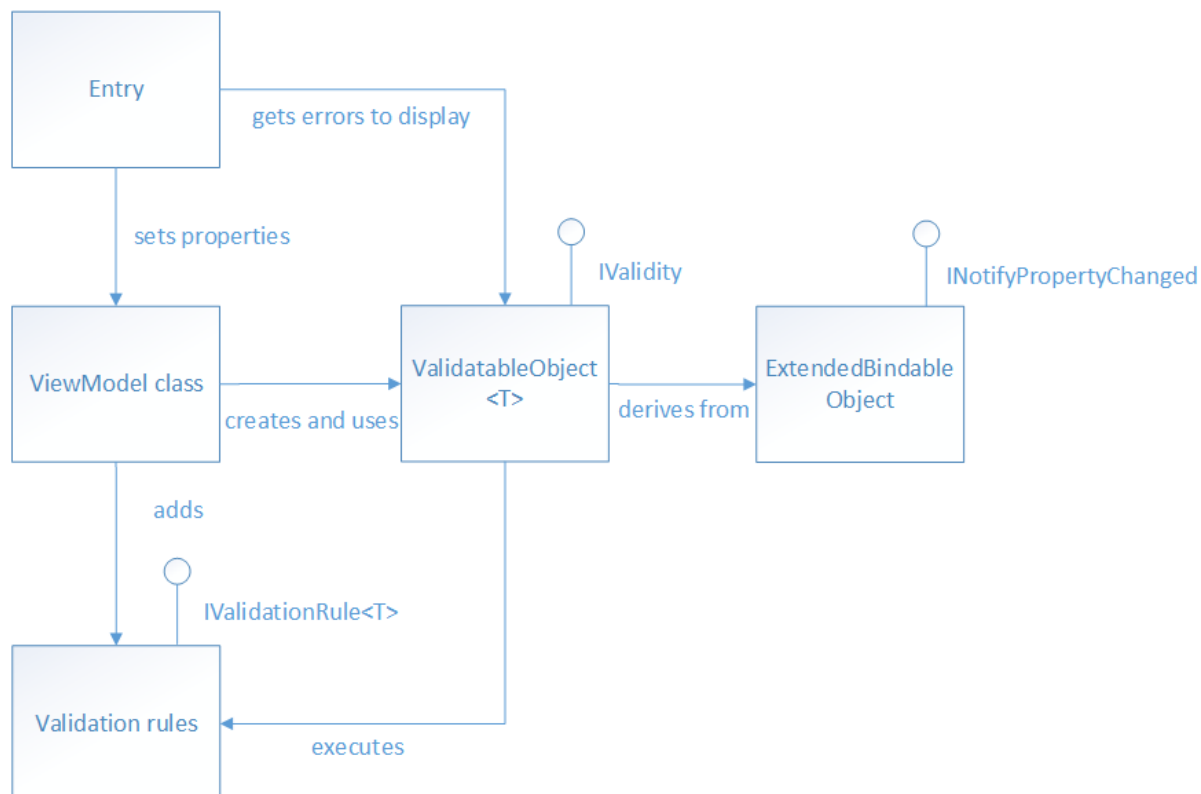 Entry
gets errors to display
sets properties
IValidity
INotifyPropertyChanged
ViewModel class
creates and uses
ValidatableObject
<T>
derives from
ExtendedBindable
Object
adds
IValidationRule<T>
Validation rules
executes